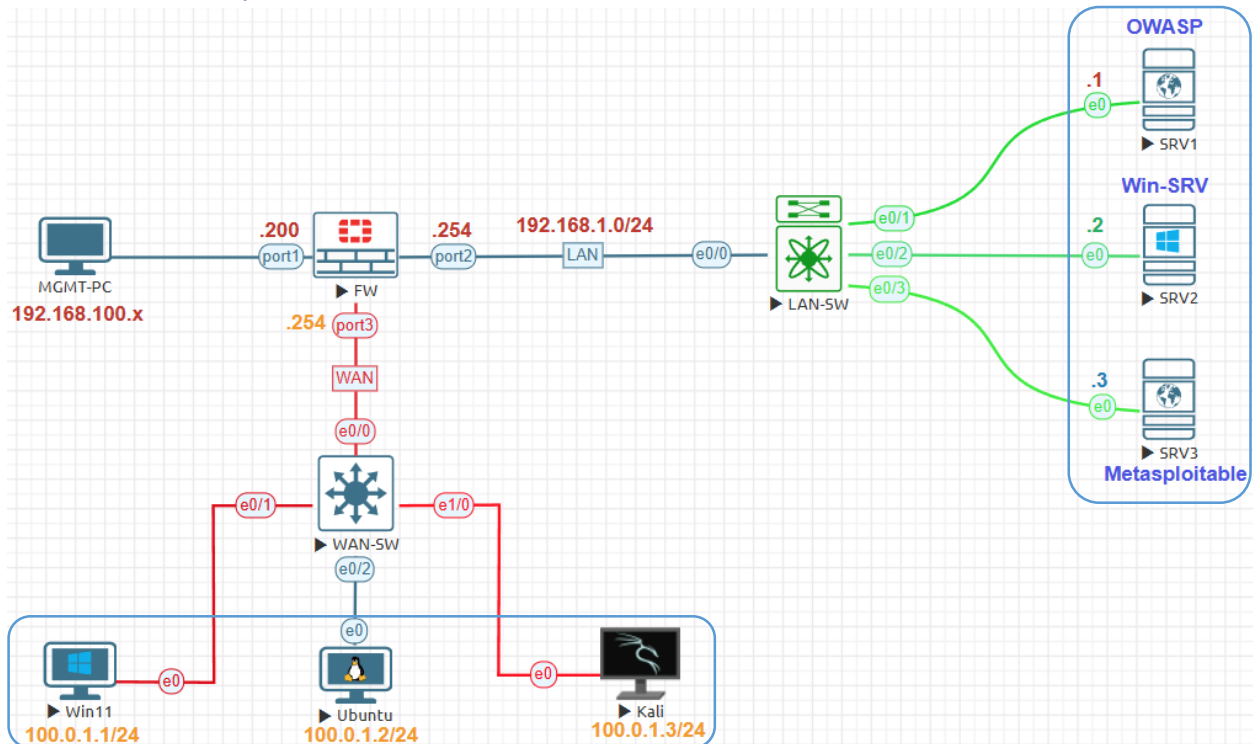 OWASP
.1
e0
SRV1
e0/1
Win-SRV
.2
e0
SRV2
e0/2
.200
port1
.254
port2
192.168.1.0/24
LAN
e0/0
MGMT-PC
192.168.100.x
FW
LAN-SW
e0/3
.254
port3
WAN
.3
e0
SRV3
Metasploitable
e0/0
e0/1
e1/0
WAN-SW
e0/2
e0
e0
e0
Win11
100.0.1.1/24
Ubuntu
100.0.1.2/24
Kali
100.0.1.3/24